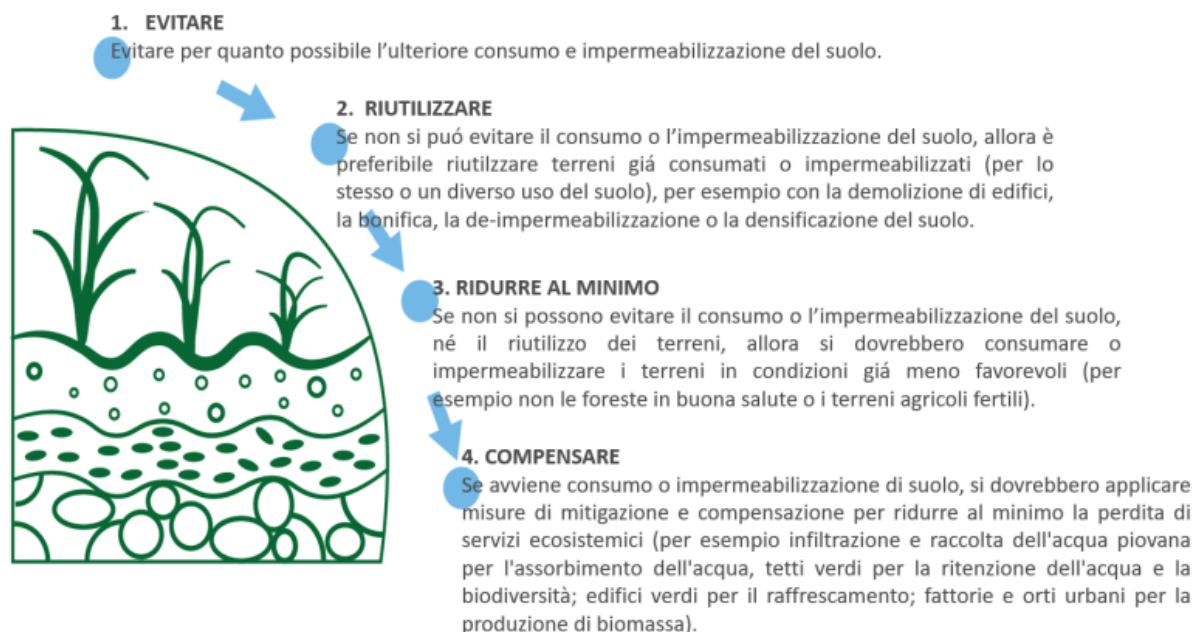 1. EVITARE
Evitare per quanto possibile l’ulteriore consumo e impermeabilizzazione del suolo.
2. RIUTILIZZARE
Se non si puó evitare il consumo o l’impermeabilizzazione del suolo, allora è
preferibile riutilzzare terreni giá consumati o impermeabilizzati (per lo
stesso o un diverso uso del suolo), per esempio con la demolizione di edifici,
la bonifica, la de-impermeabilizzazione o la densificazione del suolo.
3. RIDURRE AL MINIMO
Se non si possono evitare il consumo o l’impermeabilizzazione del suolo,
né il riutilizzo dei terreni, allora si dovrebbero consumare o
impermeabilizzare i terreni in condizioni giá meno favorevoli (per
esempio non le foreste in buona salute o i terreni agricoli fertili).
4. COMPENSARE
Se avviene consumo o impermeabilizzazione di suolo, si dovrebbero applicare
misure di mitigazione e compensazione per ridurre al minimo la perdita di
servizi ecosistemici (per esempio infiltrazione e raccolta dell'acqua piovana
per l'assorbimento dell'acqua, tetti verdi per la ritenzione dell'acqua e la
biodiversità; edifici verdi per il raffrescamento; fattorie e orti urbani per la
produzione di biomassa).